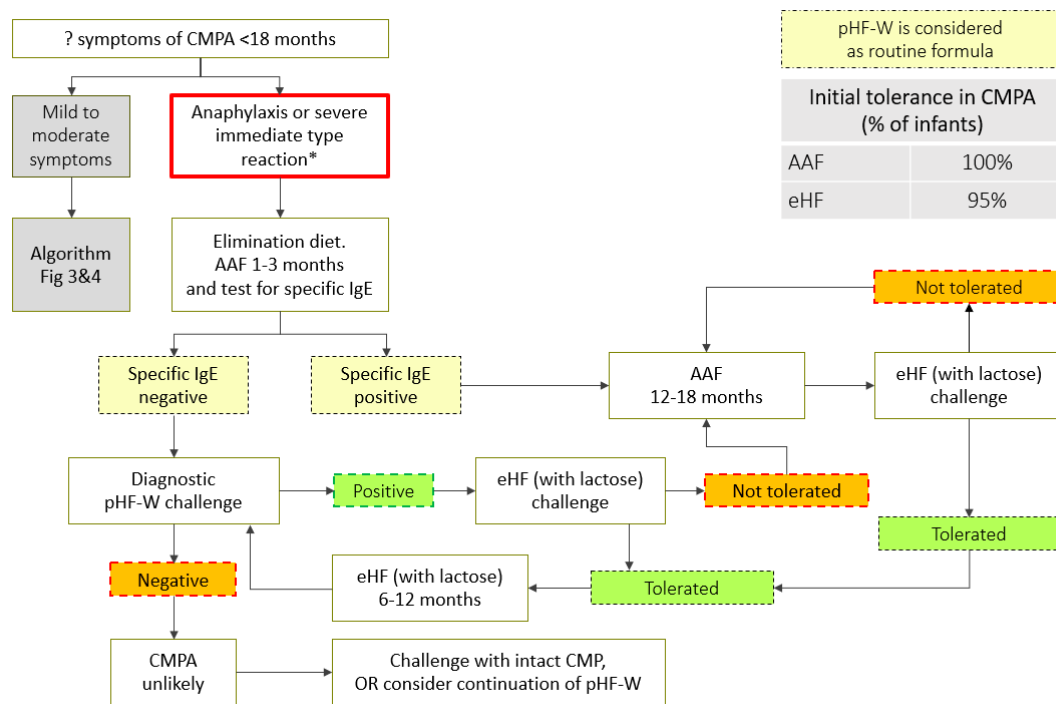 ? symptoms of CMPA <18 months
pHF-W is considered
as routine formula
Mild to
moderate
symptoms
Anaphylaxis or severe
immediate type
reaction*
Initial tolerance in CMPA
(% of infants)
AAF 100%
eHF 95%
Algorithm
Fig 3&4
Elimination diet.
AAF 1-3 months
and test for specific IgE
Not tolerated
Specific IgE
negative
Specific IgE
positive
AAF
12-18 months
eHF (with lactose)
challenge
Diagnostic
pHF-W challenge
Positive
eHF (with lactose)
challenge
Not tolerated
Tolerated
Negative
eHF (with lactose)
6-12 months
Tolerated
CMPA
unlikely
Challenge with intact CMP,
OR consider continuation of pHF-W